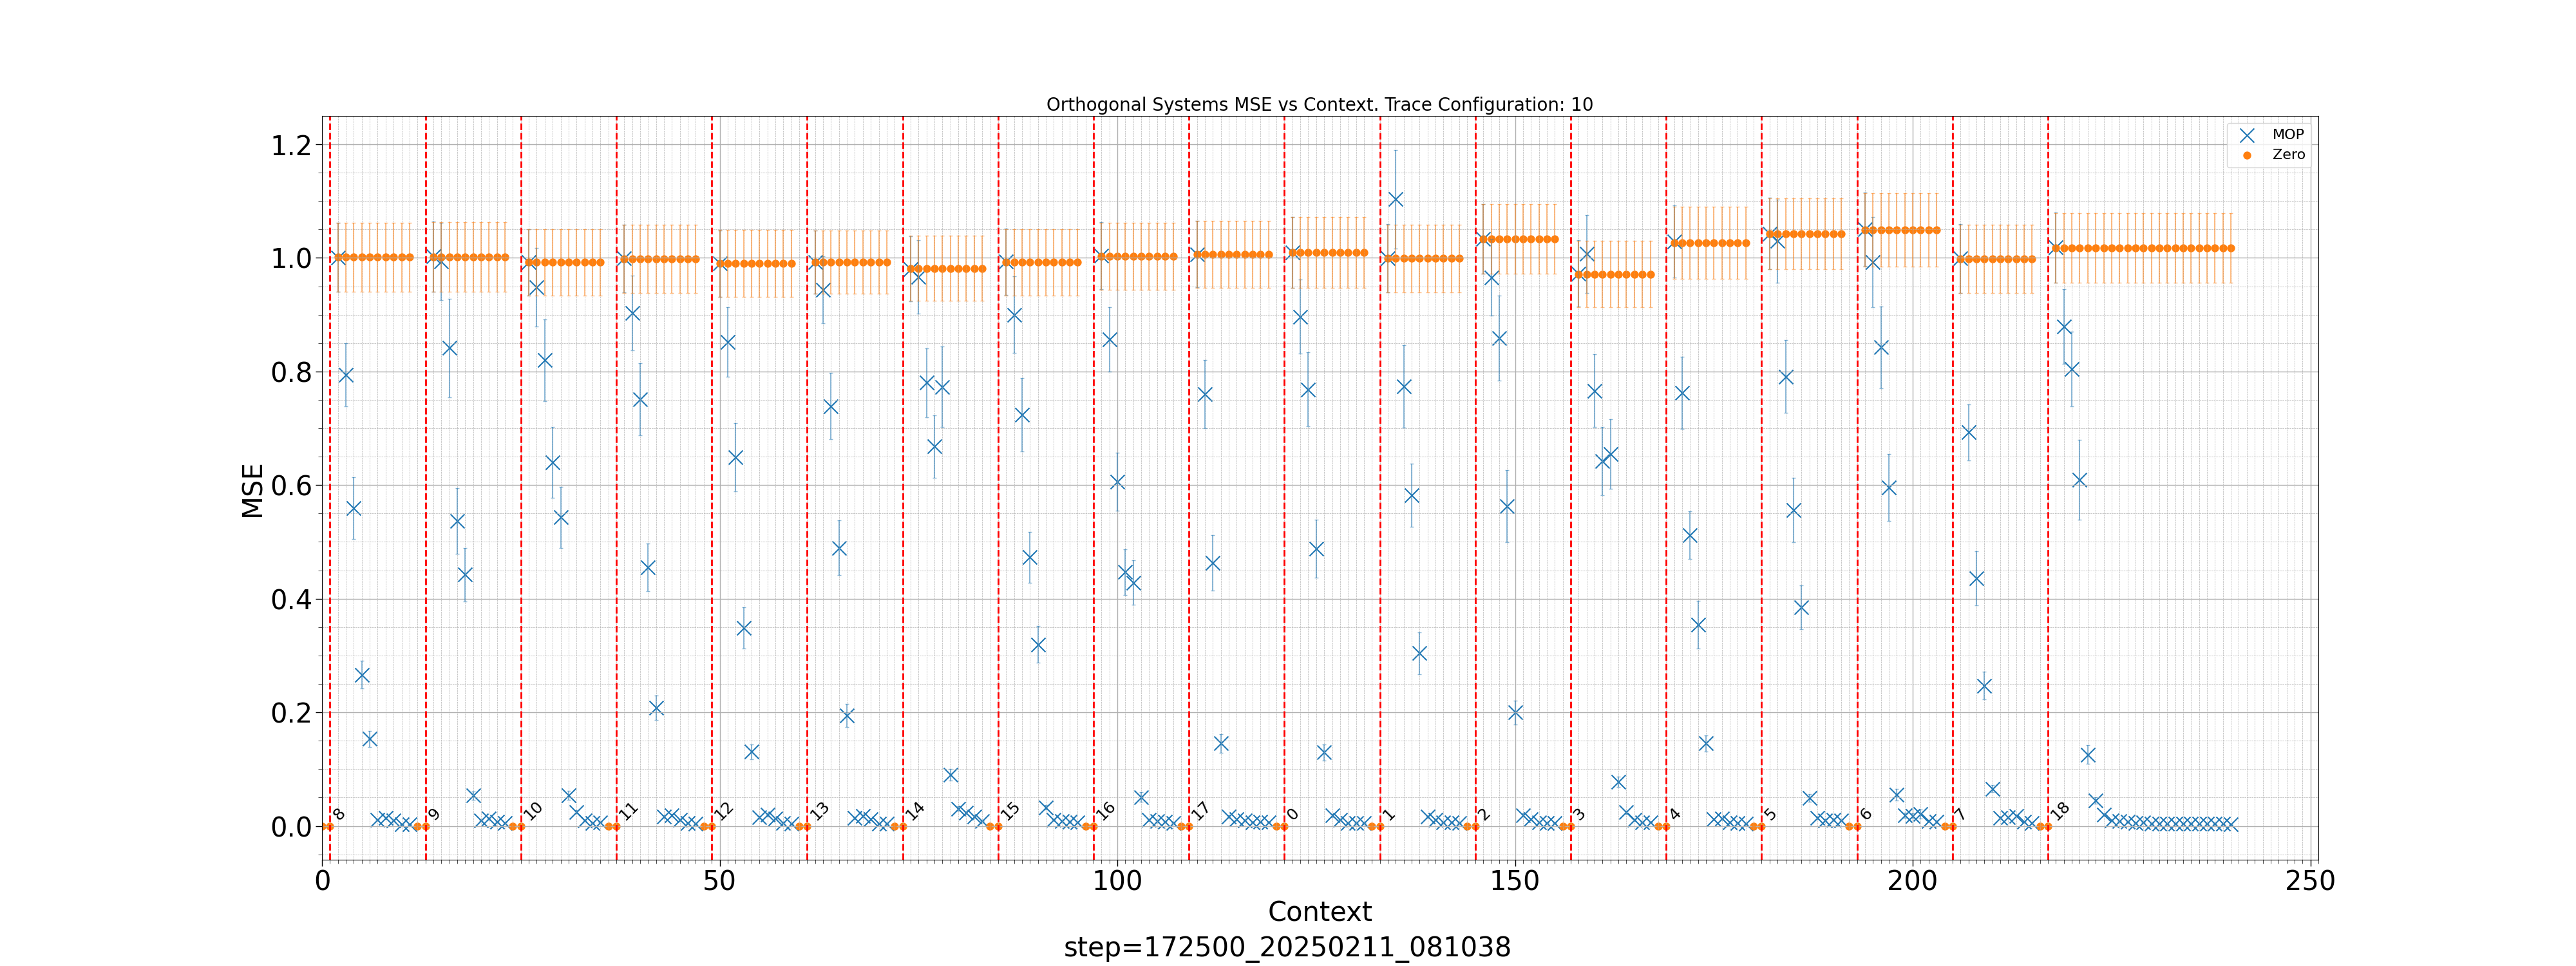 Orthogonal Systems MSE vs Context. Trace Configuration: 10
MOP
Zero
MSE
1.2
1.0
0.8
0.6
0.4
0.2
0.0
8 9 10 11 12 13 14 15 16 17 0 1 2 3 4 5 6 7 18
0 50 100 150 200 250
Context
step=172500_20250211_081038